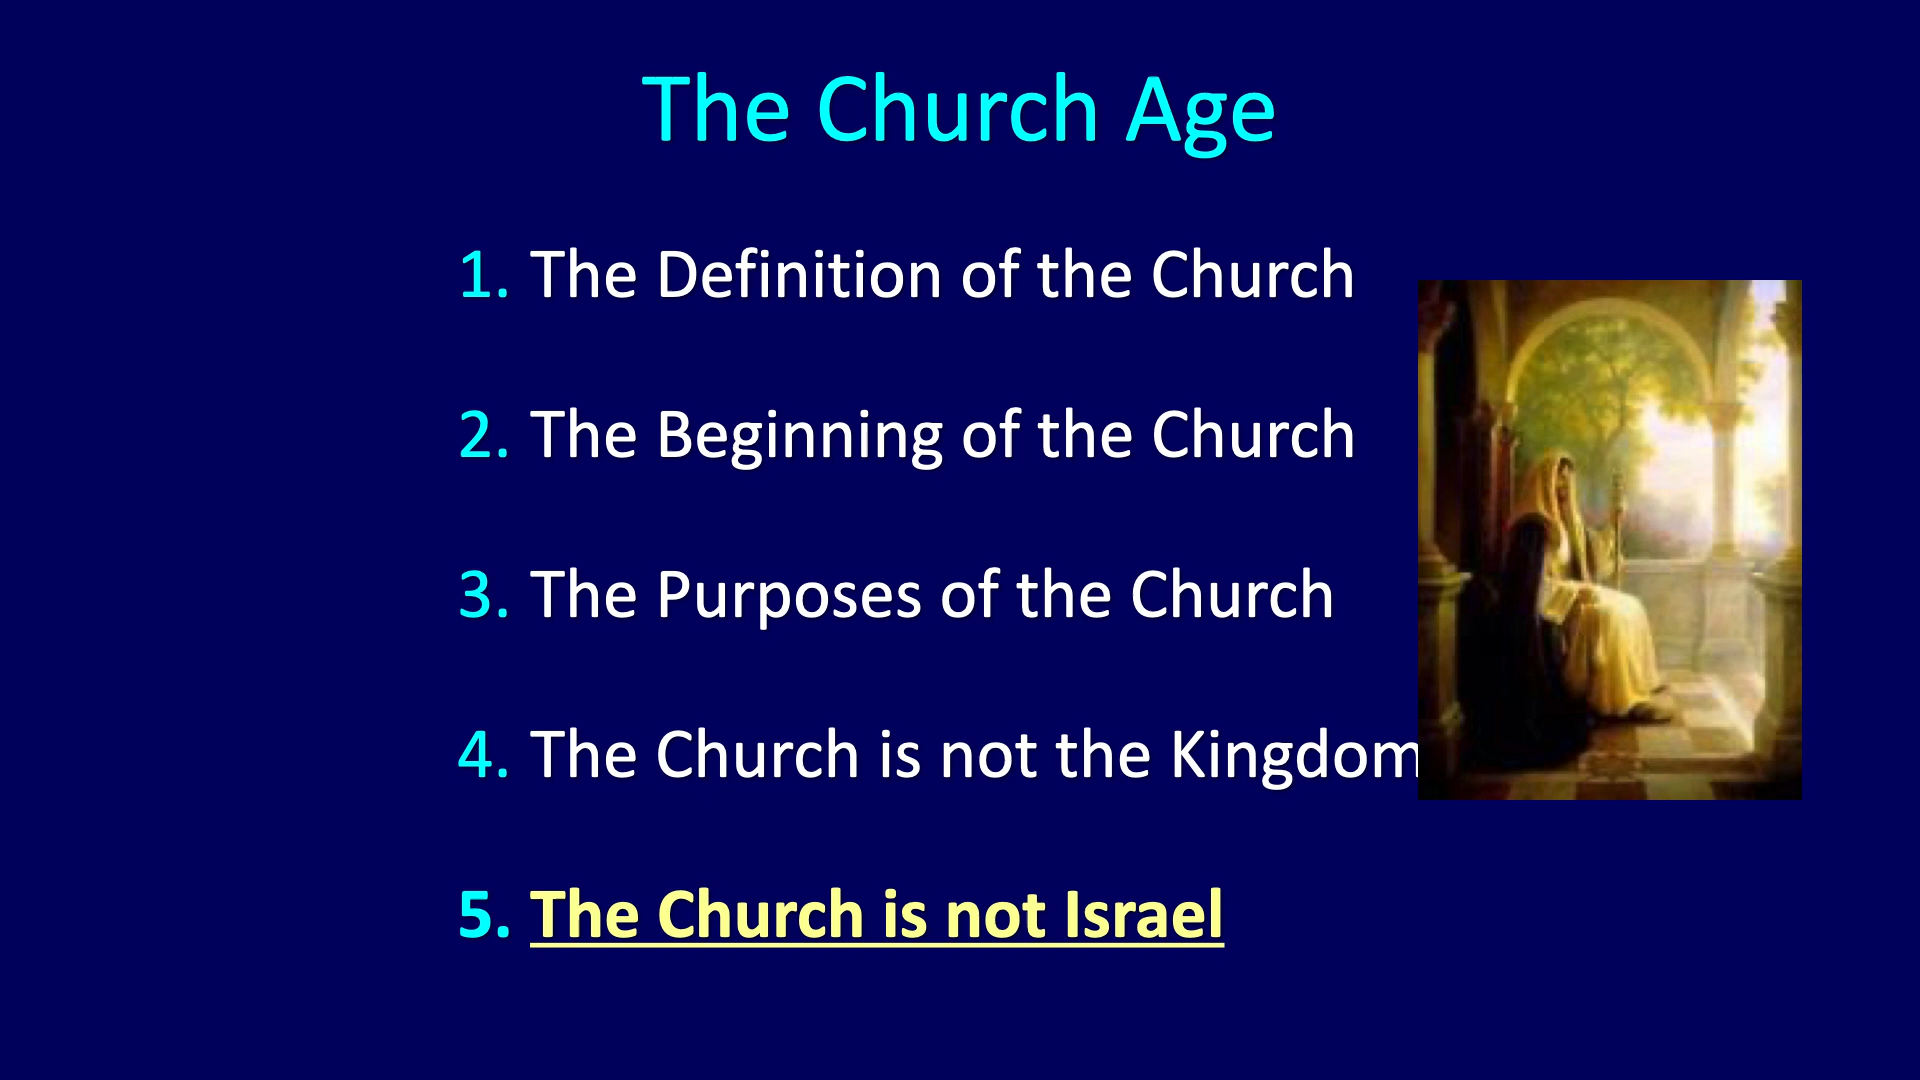 The Church Age
1. The Definition of the Church
2. The Beginning of the Church
3. The Purposes of the Church
4. The Church is not the Kingdom
5. The Church is not Israel